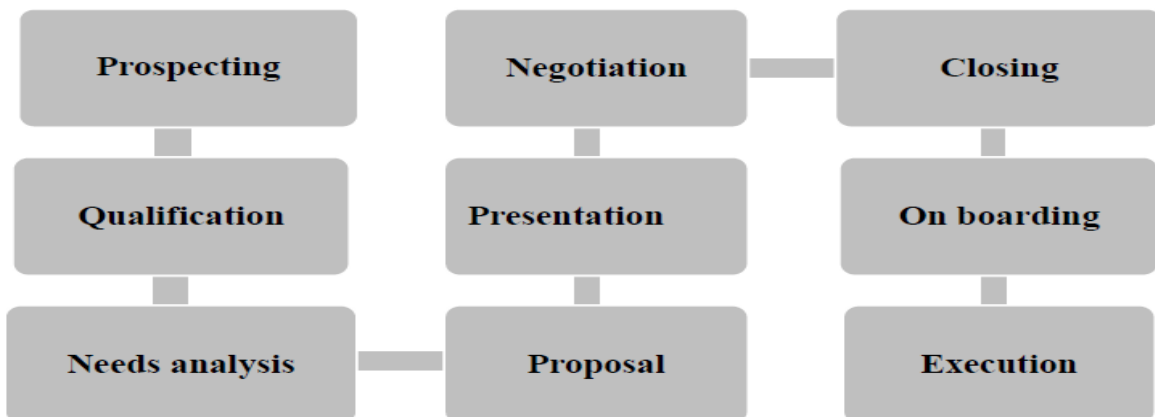 Prospecting
Qualification
Needs analysis
Proposal
Presentation
Negotiation
Closing
On boarding
Execution